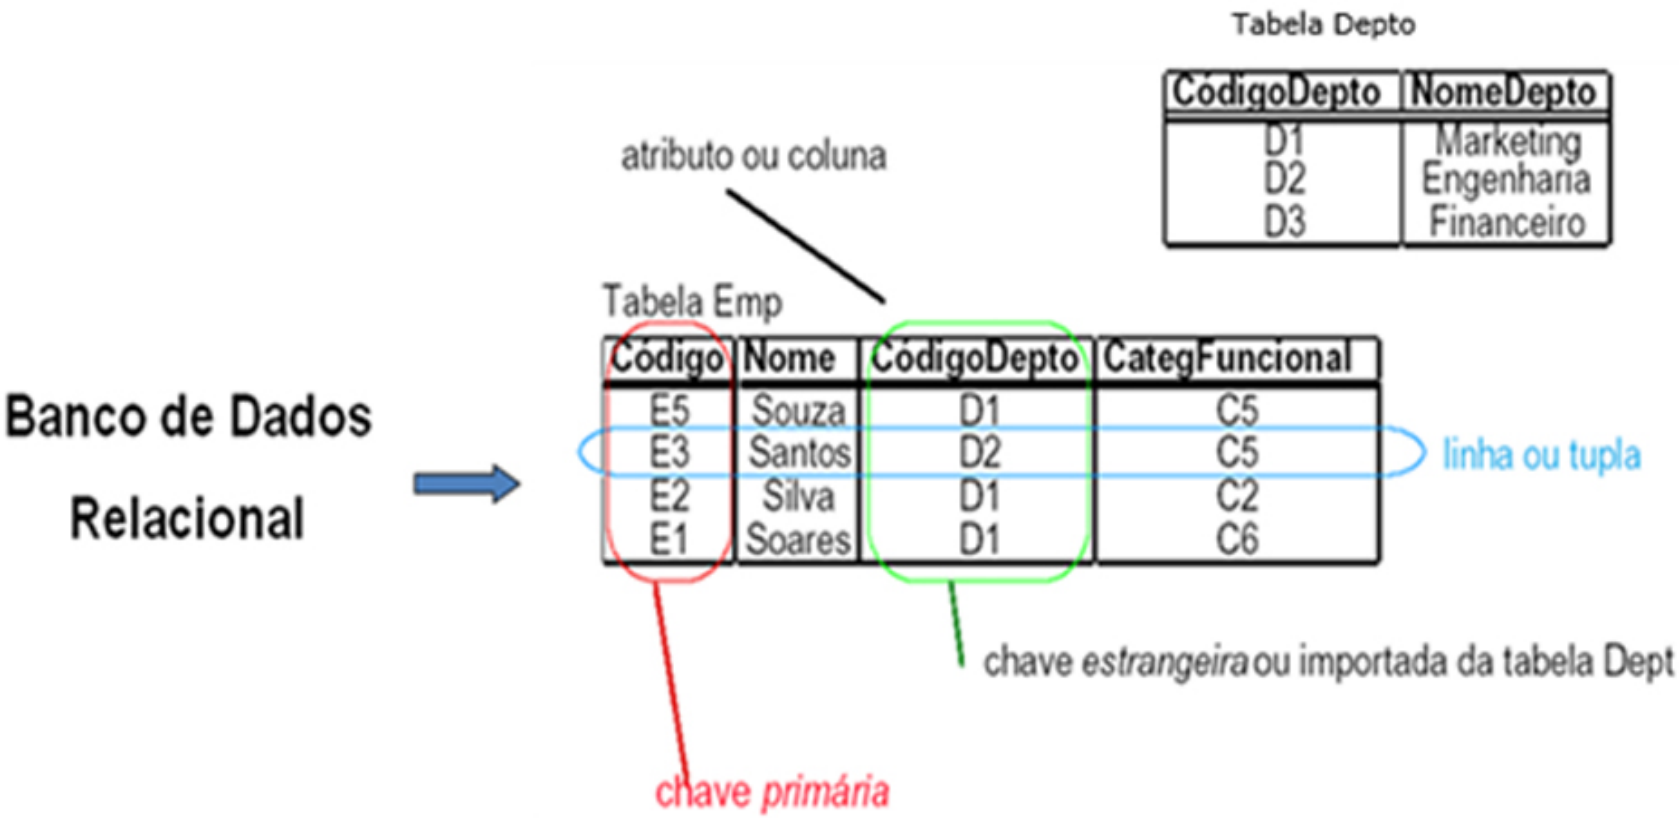 Tabela Depto
CódigoDepto NomeDepto
D1 Marketing
D2 Engenharia
D3 Financeiro
atributo ou coluna
Tabela Emp
Código Nome CódigoDepto CategFuncional
E5 Souza D1 C5
E3 Santos D2 C5
E2 Silva D1 C2
E1 Soares D1 C6
linha ou tupla
Banco de Dados
Relacional
chave estrangeira ou importada da tabela Dept
chave primária